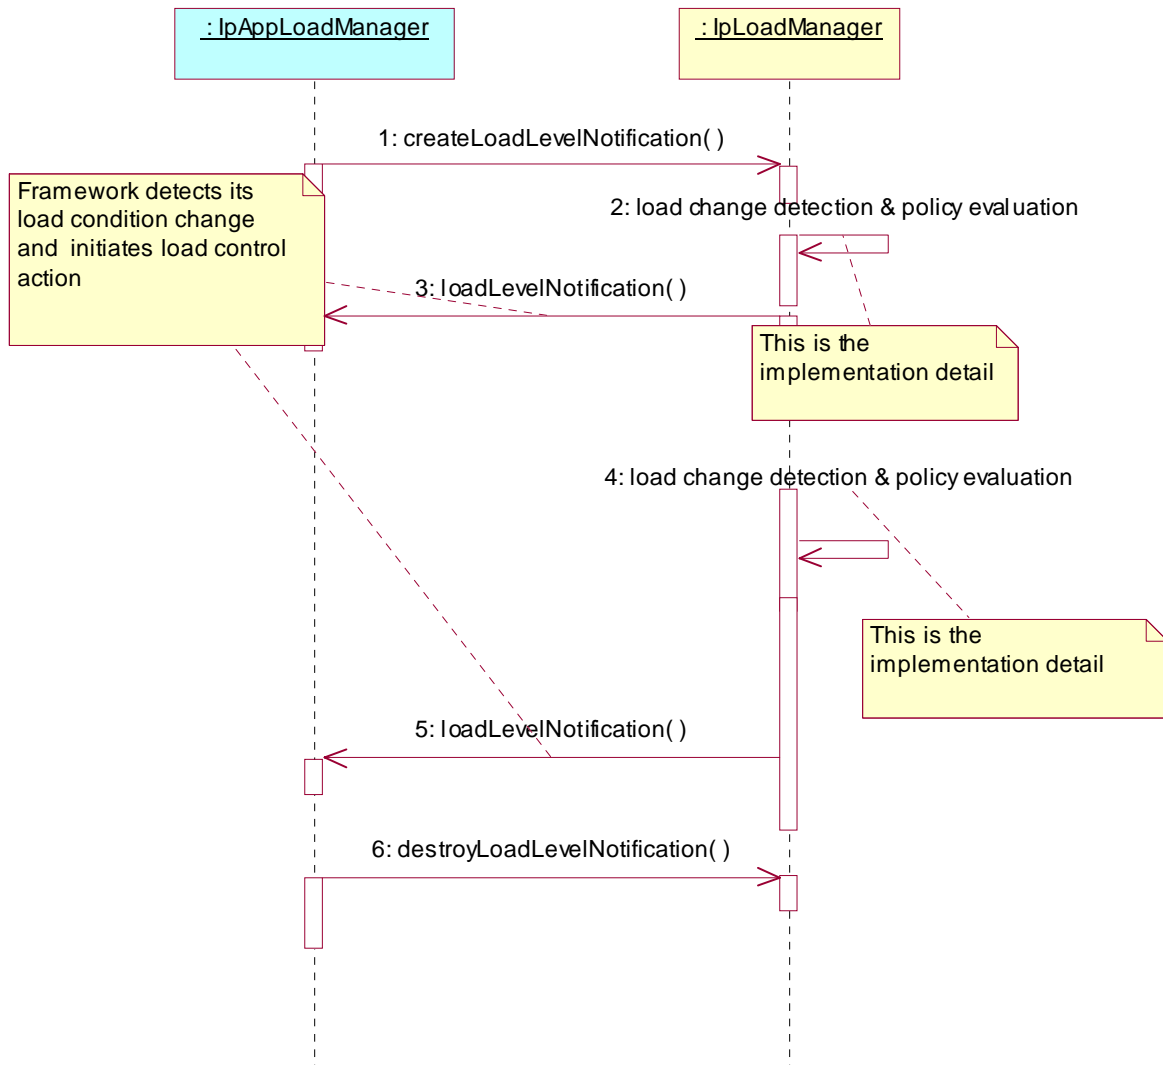 : IpAppLoadManager
: IpLoadManager
1: createLoadLevelNotification( )
Framework detects its
load condition change
and initiates load control
action
2: load change detection & policy evaluation
3: loadLevelNotification( )
This is the
implementation detail
4: load change detection & policy evaluation
This is the
implementation detail
5: loadLevelNotification( )
6: destroyLoadLevelNotification( )